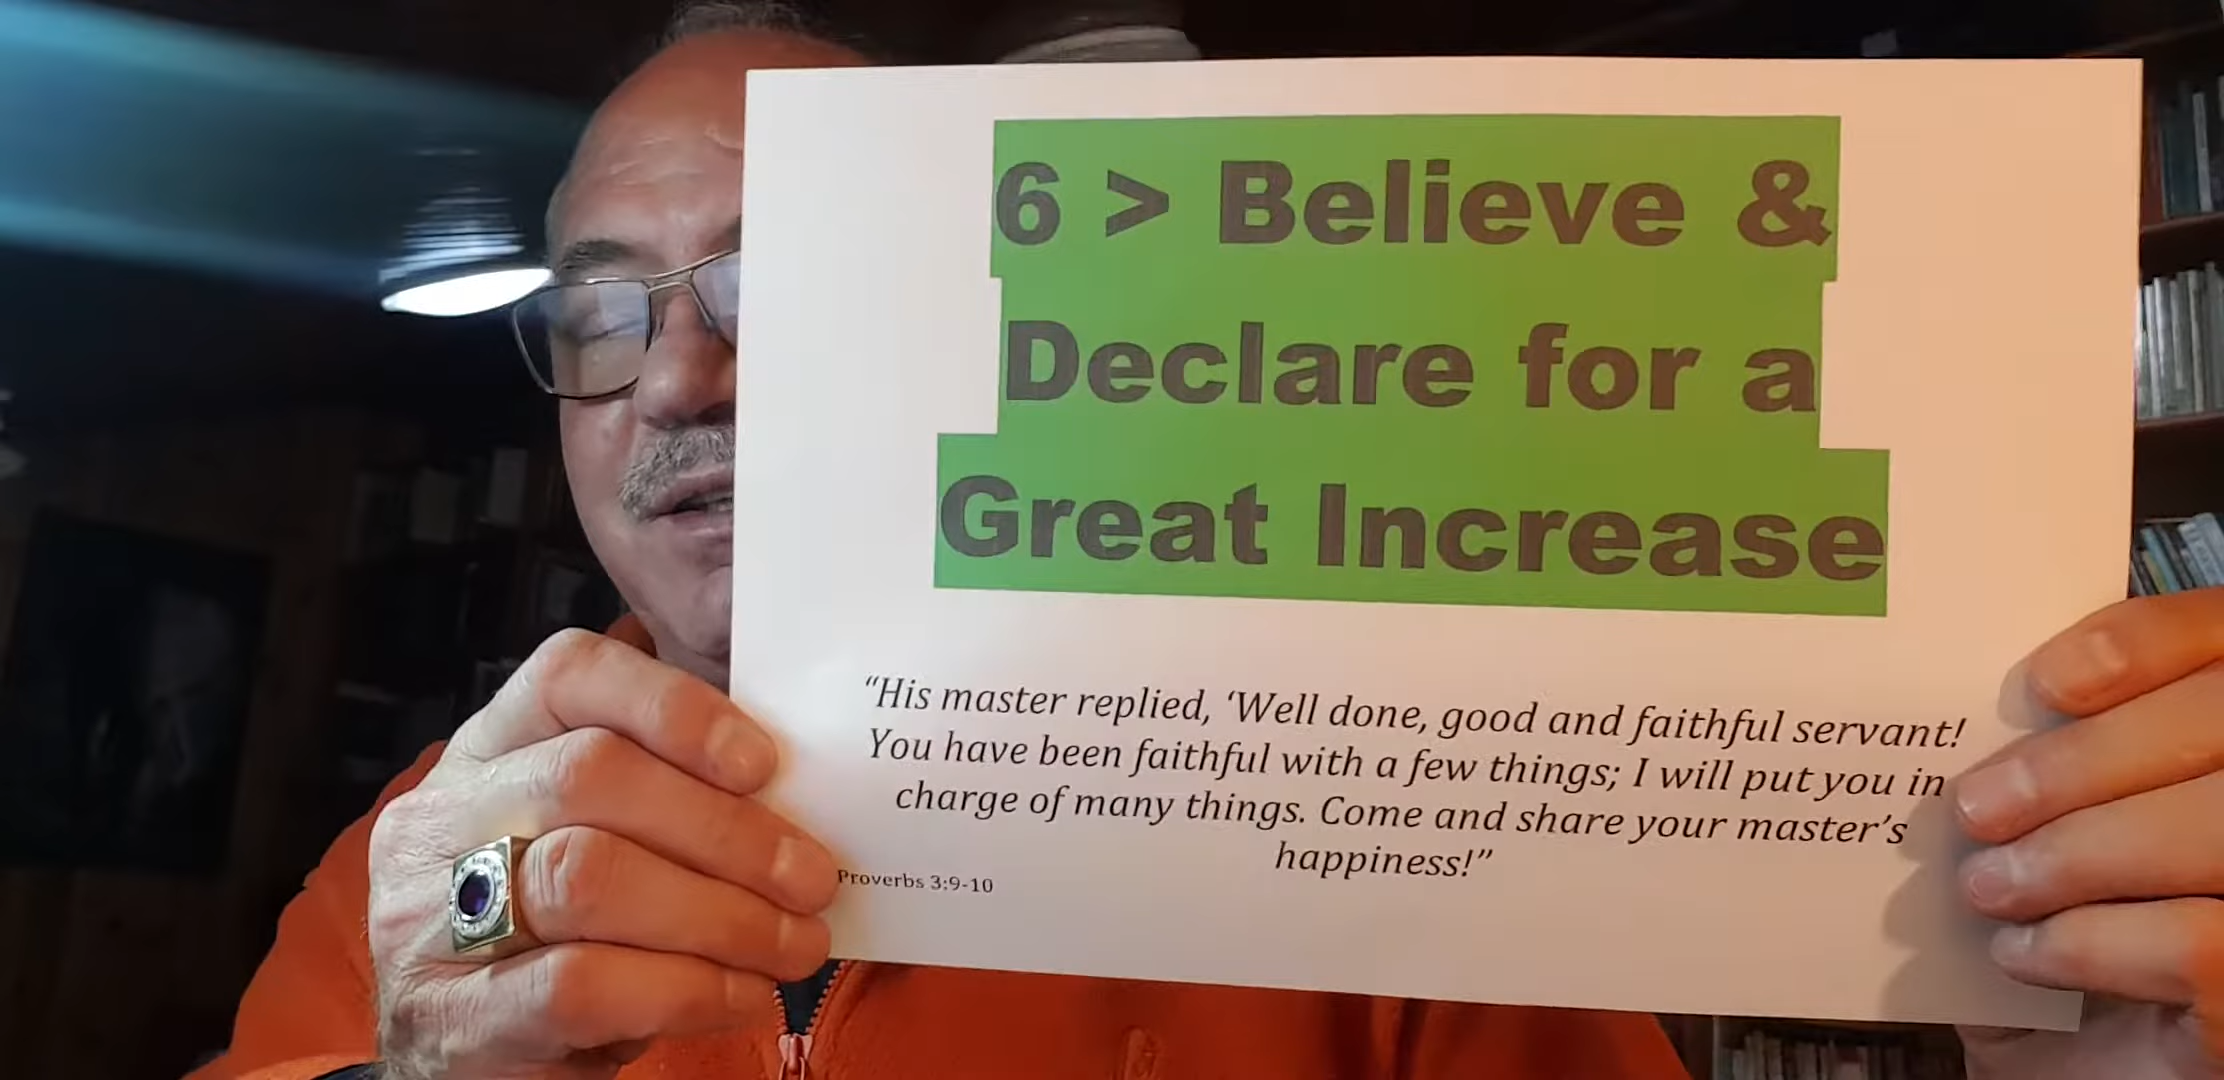 6 > Believe &
Declare for a
Great Increase
“His master replied, ‘Well done, good and faithful servant!
You have been faithful with a few things; I will put you in
charge of many things. Come and share your master’s
happiness!”
Proverbs 3:9-10